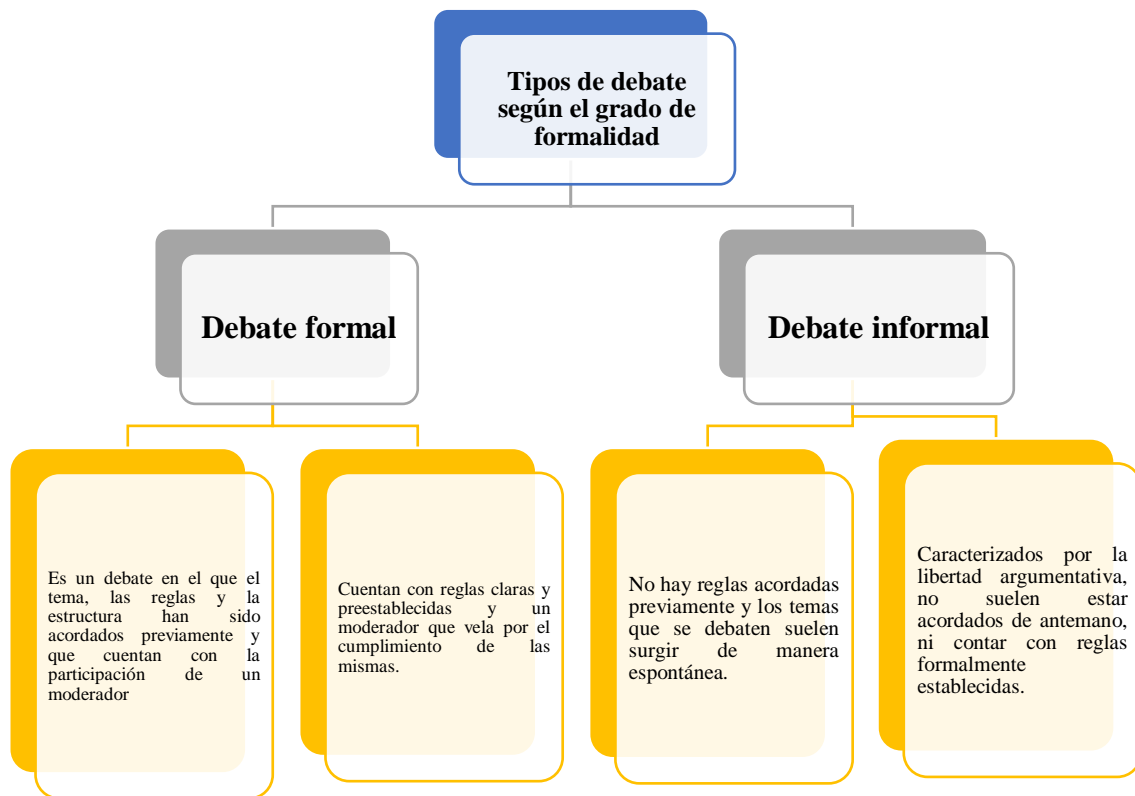 Tipos de debate
según el grado de
formalidad
Debate formal
Debate informal
Es un debate en el que el
tema, las reglas y la
estructura han sido
acordados previamente y
que cuentan con la
participación de un
moderador
Cuentan con reglas claras y
preestablecidas y un
moderador que vela por el
cumplimiento de las
mismas.
No hay reglas acordadas
previamente y los temas
que se debaten suelen
surgir de manera
espontánea.
Caracterizados por la
libertad argumentativa,
no suelen estar
acordados de antemano,
ni contar con reglas
formalmente
establecidas.